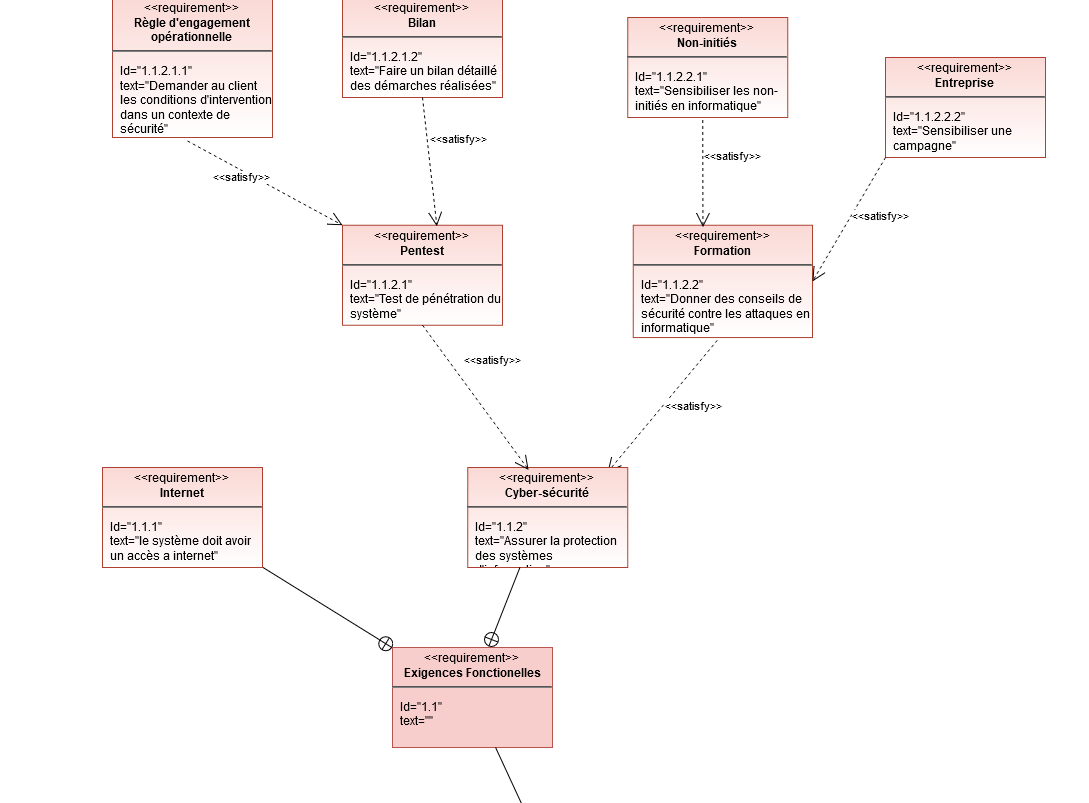 <<requirement>>
Règle d'engagement
opérationnelle
Id="1.1.2.1.1"
text="Demander au client
les conditions d'intervention
dans un contexte de
sécurité"
<<requirement>>
Bilan
Id="1.1.2.1.2"
text="Faire un bilan détaillé
des démarches réalisées"
<<requirement>>
Non-initiés
Id="1.1.2.2.1"
text="Sensibiliser les non-
initiés en informatique"
<<requirement>>
Entreprise
Id="1.1.2.2.2"
text="Sensibiliser une
campagne"
<<satisfy>>
<<satisfy>>
<<satisfy>>
<<satisfy>>
<<requirement>>
Pentest
Id="1.1.2.1"
text="Test de pénétration du
système"
<<requirement>>
Formation
Id="1.1.2.2"
text="Donner des conseils de
sécurité contre les attaques en
informatique"
<<satisfy>>
<<satisfy>>
<<requirement>>
Internet
Id="1.1.1"
text="le système doit avoir
un accès a internet"
<<requirement>>
Cyber-sécurité
Id="1.1.2"
text="Assurer la protection
des systèmes
<<requirement>>
Exigences Fonctionelles
Id="1.1"
text=""